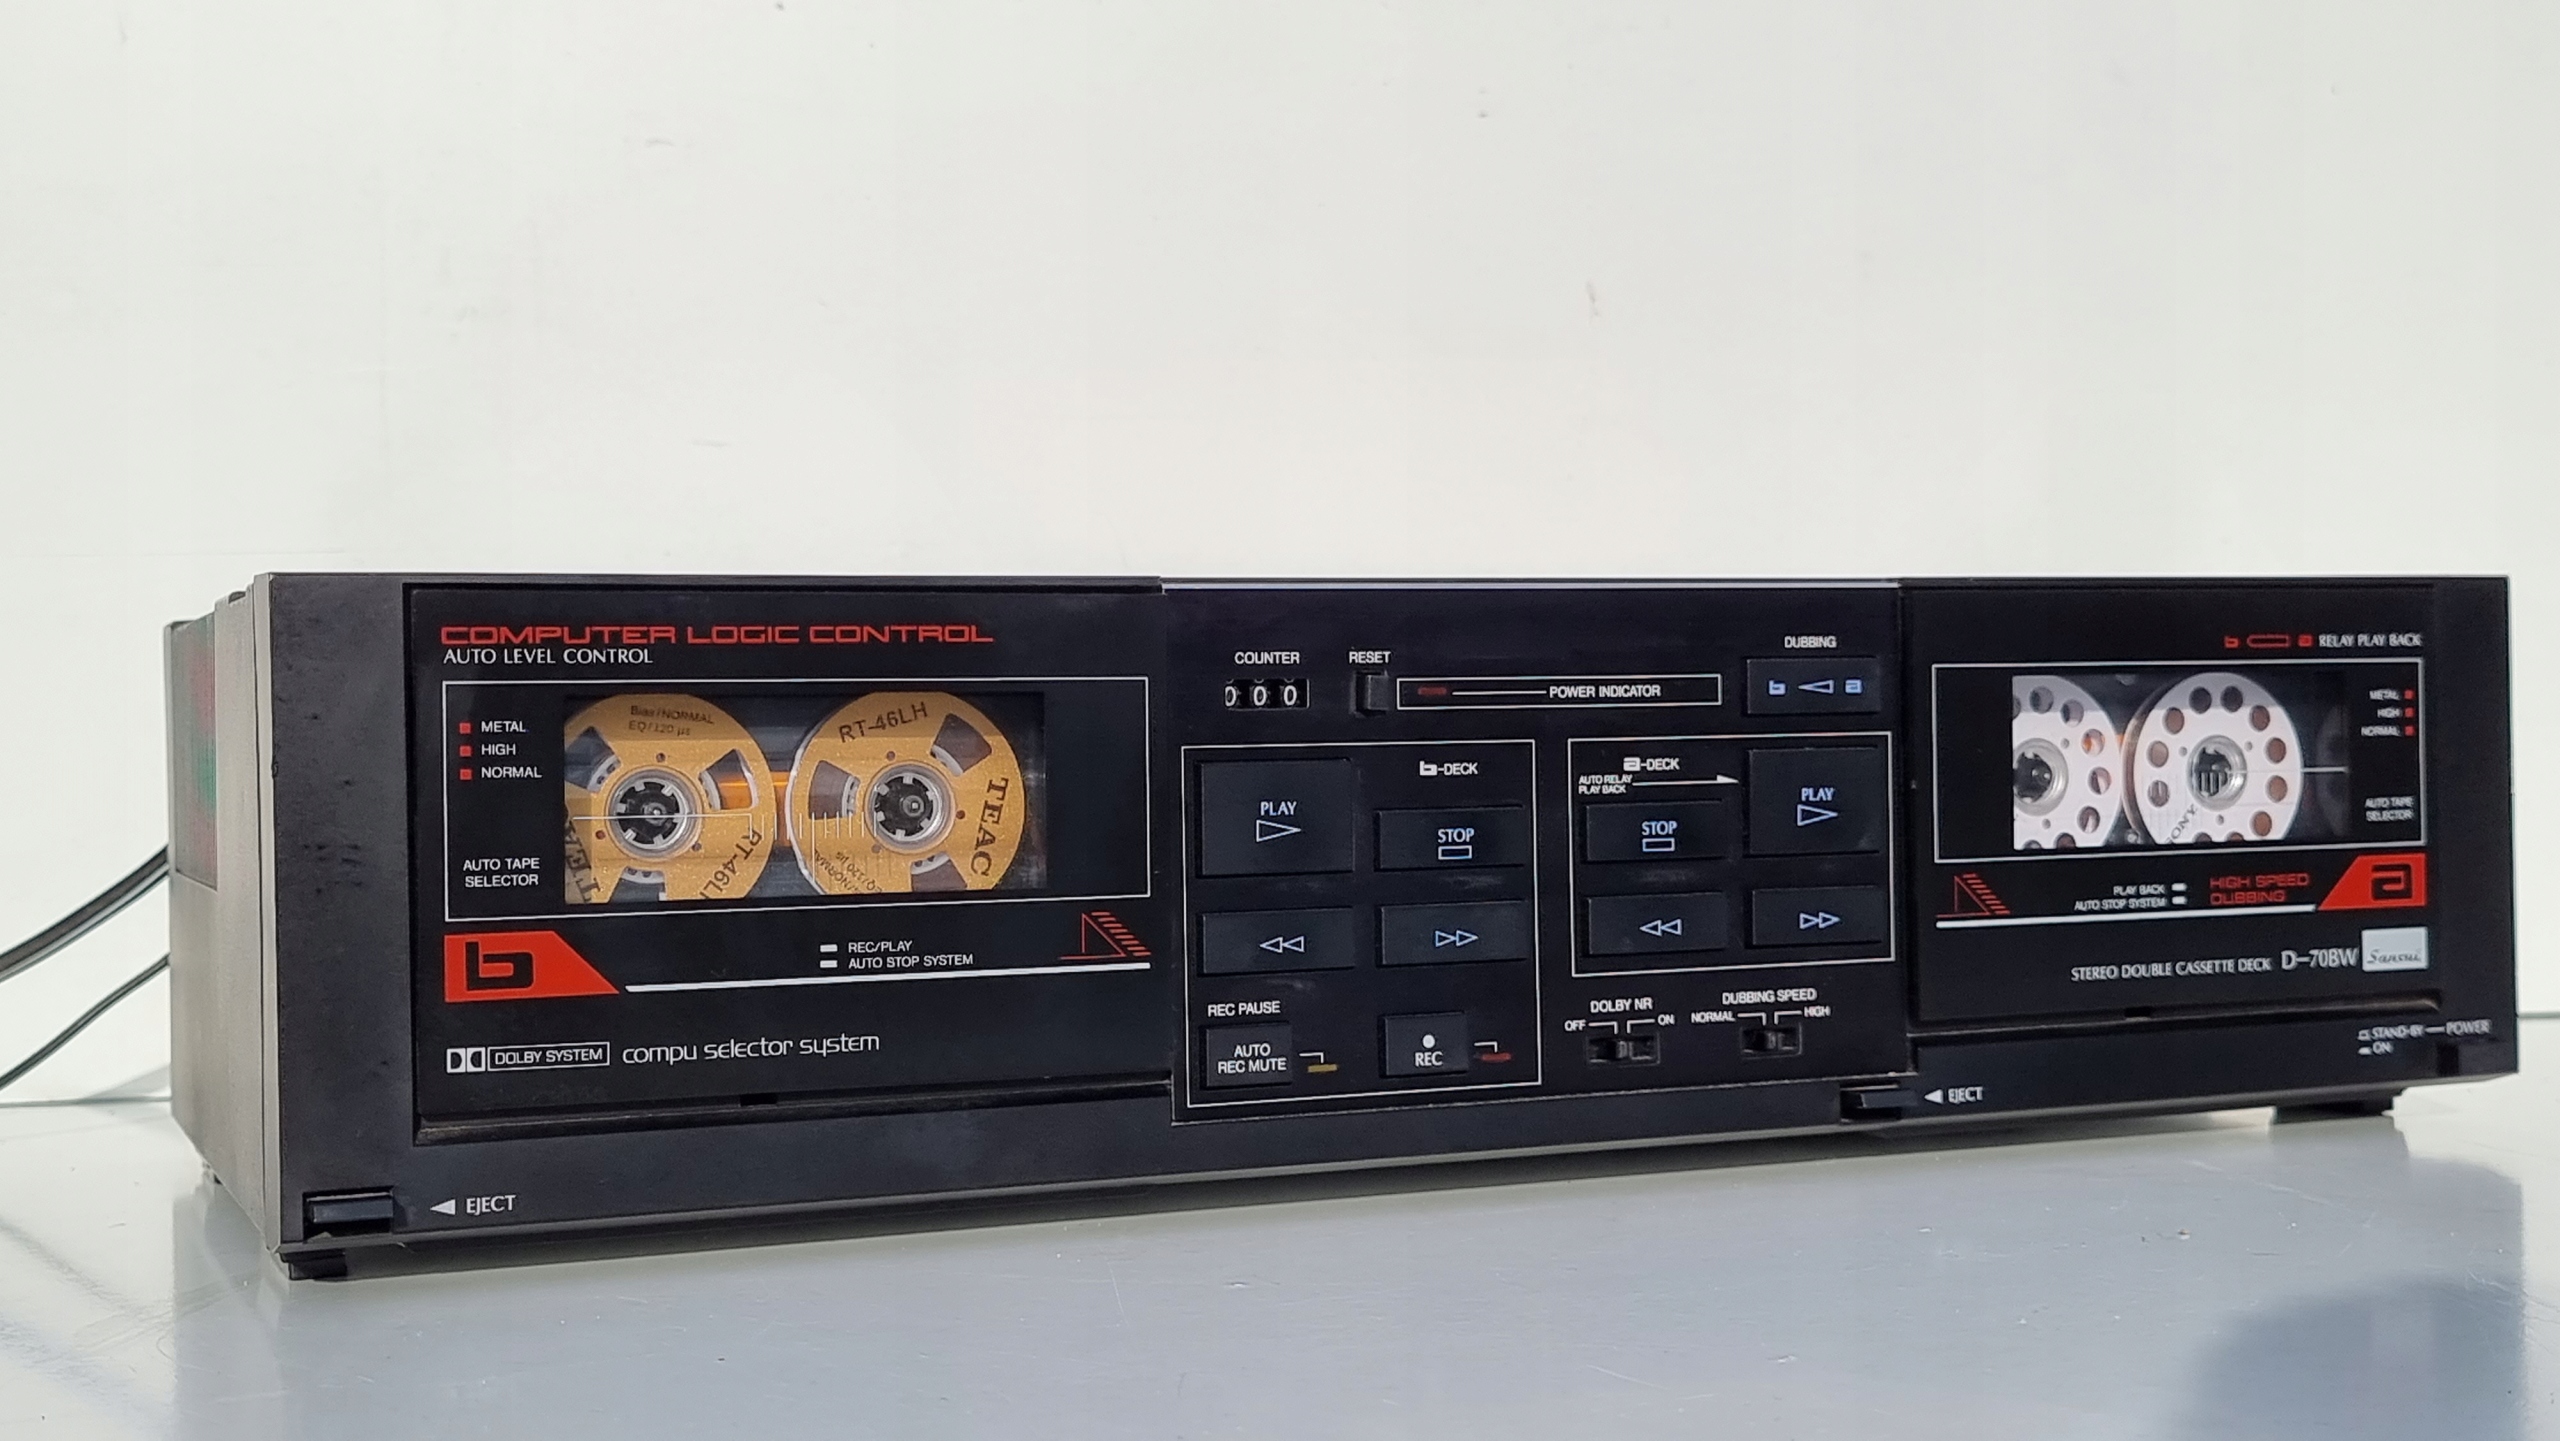 COMPUTER LOGIC CONTROL
AUTO LEVEL CONTROL
METAL
HIGH
NORMAL
AUTO TAPE
SELECTOR
Bias/NORMAL
EQ/120 µs
RT-46LH
TEAC
b
REC/PLAY
AUTO STOP SYSTEM
DOLBY SYSTEM
compu selector system
EJECT
COUNTER
000
RESET
POWER INDICATOR
DUBBING
b a
b-DECK
PLAY
STOP
REC PAUSE
AUTO
REC MUTE
REC
a-DECK
AUTO RELAY
PLAY BACK
STOP
PLAY
DOLBY NR
OFF ON
DUBBING SPEED
NORMAL HIGH
b a RELAY PLAY BACK
METAL
HIGH
NORMAL
AUTO TAPE
SELECTOR
PLAY BACK
AUTO STOP SYSTEM
HIGH SPEED
DUBBING
a
STEREO DOUBLE CASSETTE DECK D-70BW Sansui
STAND-BY POWER
ON
EJECT